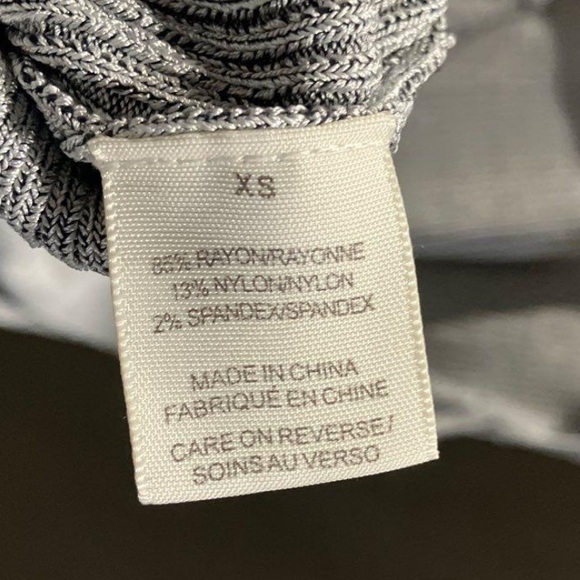 XS
85% RAYON/RAYONNE
13% NYLON/NYLON
2% SPANDEX/SPANDEX
MADE IN CHINA
FABRIQUÉ EN CHINE
CARE ON REVERSE/
SOINS AU VERSO